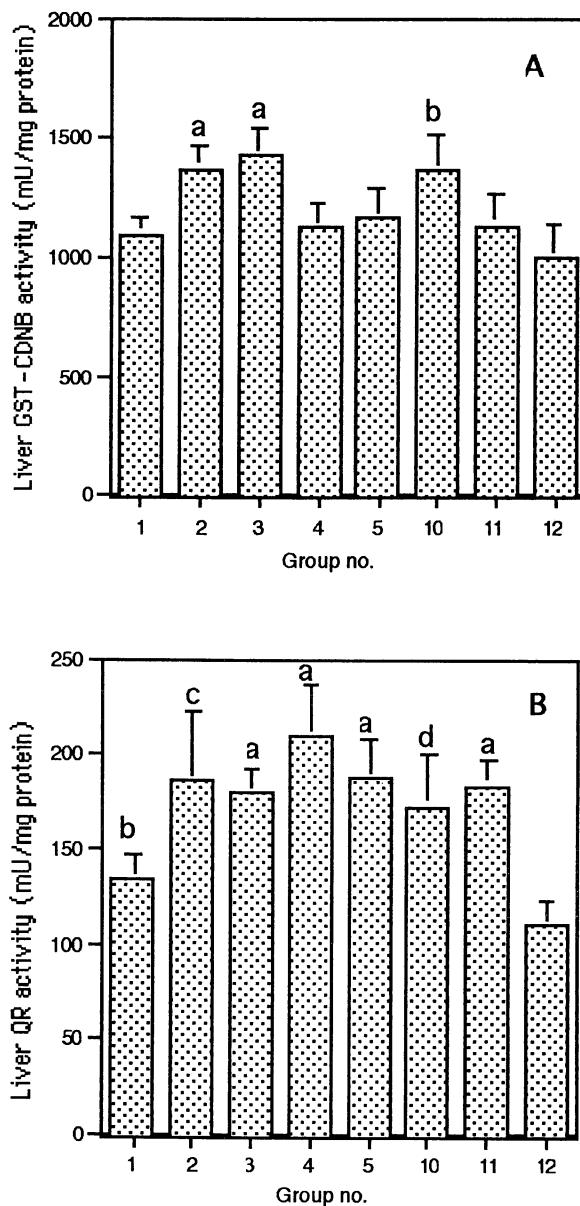 2000
A
a
a
b
1500
1000
500
0
Liver GST-CDNB activity (mU/mg protein)
1 2 3 4 5 10 11 12
Group no.
250
B
a
c
a
a
d
a
200
b
150
100
50
0
Liver QR activity (mU/mg protein)
1 2 3 4 5 10 11 12
Group no.